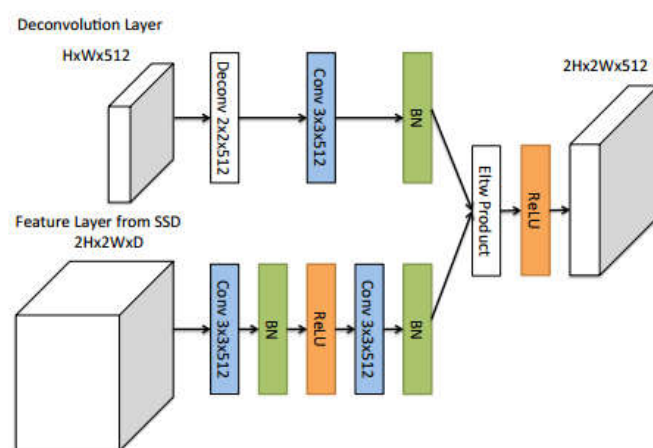 Deconvolution Layer
HxWx512
Deconv 2x2x512
Conv 3x3x512
BN
2Hx2Wx512
Eltw Product
ReLU
Feature Layer from SSD
2Hx2WxD
Conv 3x3x512
BN
ReLU
Conv 3x3x512
BN